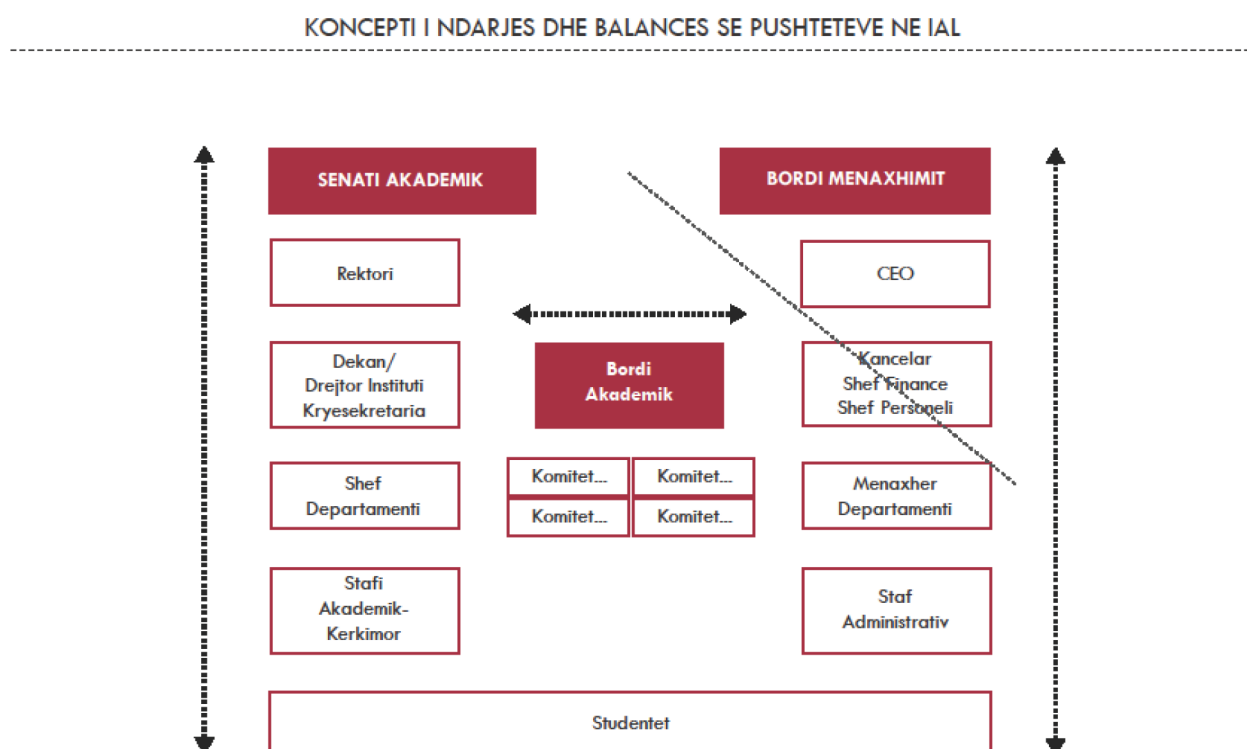 KONCEPTI I NDARJES DHE BALANCES SE PUSHTETEVE NE IAL
SENATI AKADEMIK
BORDI MENAXHIMIT
Rektori
CEO
Dekan/
Drejtor Instituti
Kryesekretaria
Bordi
Akademik
Kancelar
Shef Finance
Shef Personeli
Shef
Departamenti
Komitet...
Komitet...
Komitet...
Komitet...
Menaxher
Departamenti
Stafi
Akademik-
Kerkimor
Staf
Administrativ
Studentet